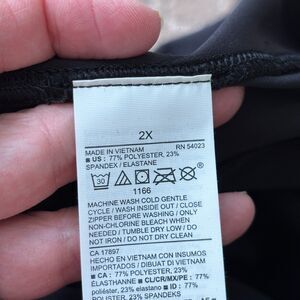 2X
MADE IN VIETNAM RN 54023
■ US : 77% POLYESTER, 23%
SPANDEX / ELASTANE
30
1166
MACHINE WASH COLD GENTLE
CYCLE / WASH INSIDE OUT / CLOSE
ZIPPER BEFORE WASHING / ONLY
NON-CHLORINE BLEACH WHEN
NEEDED / TUMBLE DRY LOW / DO
NOT IRON / DO NOT DRY CLEAN
CA 17897
HECHO EN VIETNAM CON INSUMOS
IMPORTADOS / DIBUAT DI VIETNAM
■ CA : 77% POLYESTER, 23%
ELASTHANNE ■ CL/CR/MX/PE : 77%
poliéster, 23% elastano ■ ID : 77%
POLIESTER, 23% SPANDEKS